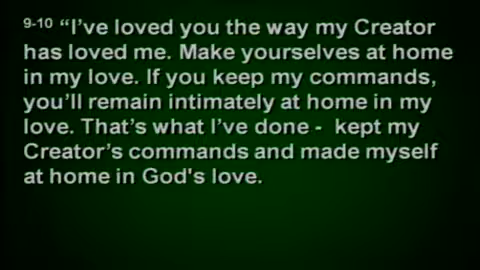 9-10 “I’ve loved you the way my Creator
has loved me. Make yourselves at home
in my love. If you keep my commands,
you’ll remain intimately at home in my
love. That’s what I’ve done - kept my
Creator’s commands and made myself
at home in God's love.